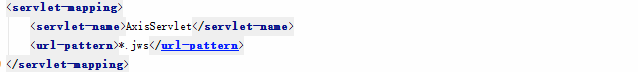 <servlet-mapping>
<servlet-name>AxisServlet</servlet-name>
<url-pattern>*.jws</url-pattern>
</servlet-mapping>